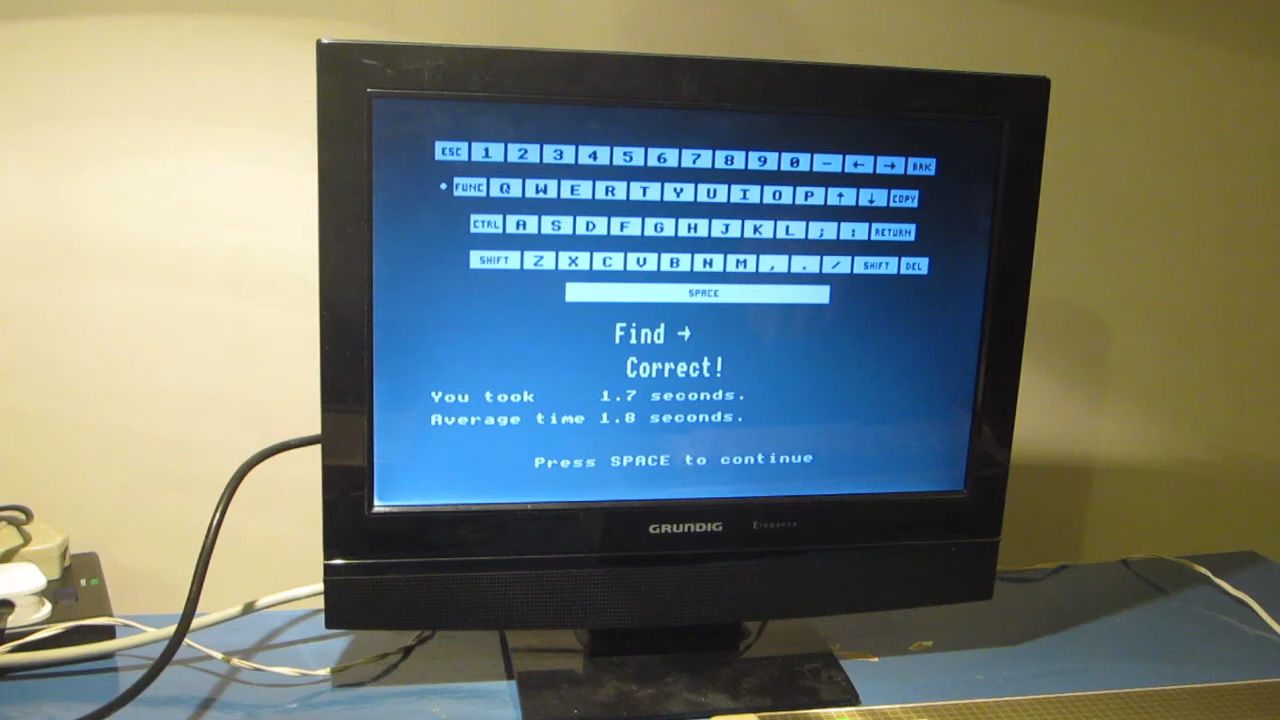 ESC 1 2 3 4 5 6 7 8 9 0 - ← → BRK
FUNC Q W E R T Y U I O P ↑ ↓ COPY
CTRL A S D F G H J K L ; : RETURN
SHIFT Z X C V B N M , . / SHIFT DEL
SPACE
Find →
Correct!
You took 1.7 seconds.
Average time 1.8 seconds.
Press SPACE to continue
GRUNDIG Elegance